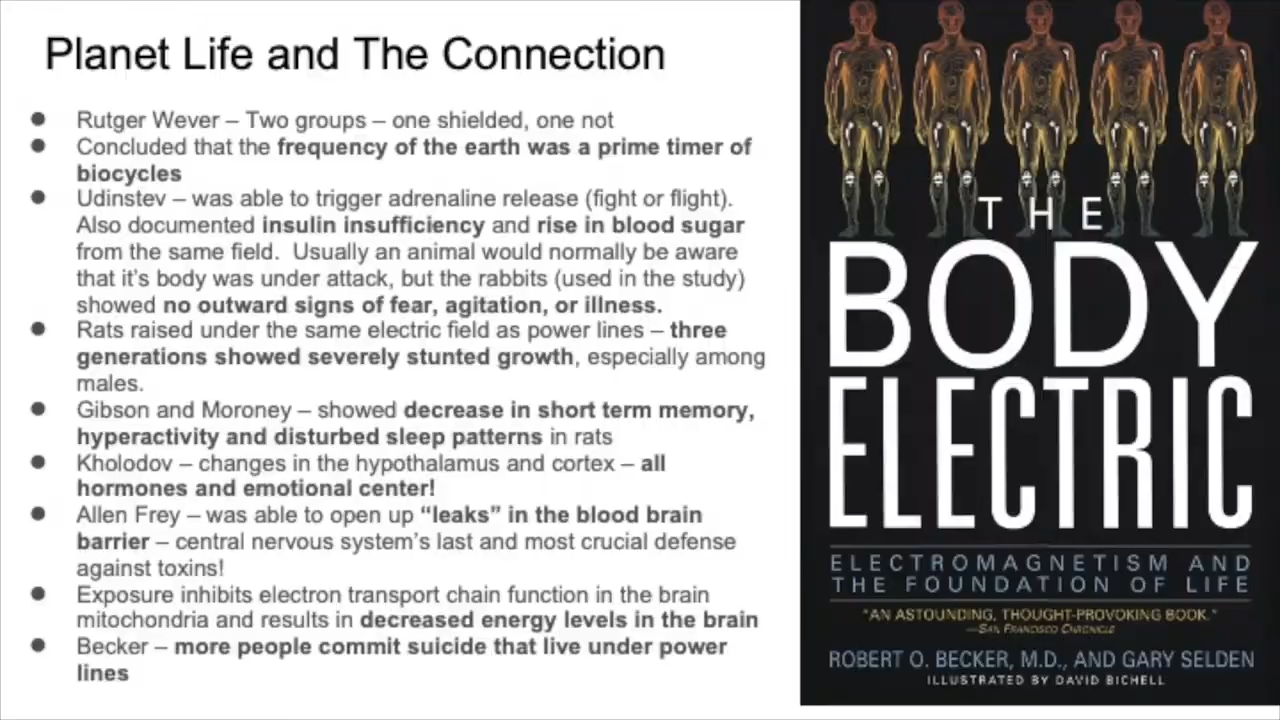 Planet Life and The Connection
● Rutger Wever – Two groups – one shielded, one not
● Concluded that the frequency of the earth was a prime timer of
biocycles
● Udinstev – was able to trigger adrenaline release (fight or flight).
Also documented insulin insufficiency and rise in blood sugar
from the same field.  Usually an animal would normally be aware
that it's body was under attack, but the rabbits (used in the study)
showed no outward signs of fear, agitation, or illness.
● Rats raised under the same electric field as power lines – three
generations showed severely stunted growth, especially among
males.
● Gibson and Moroney – showed decrease in short term memory,
hyperactivity and disturbed sleep patterns in rats
● Kholodov – changes in the hypothalamus and cortex – all
hormones and emotional center!
● Allen Frey – was able to open up “leaks” in the blood brain
barrier – central nervous system's last and most crucial defense
against toxins!
● Exposure inhibits electron transport chain function in the brain
mitochondria and results in decreased energy levels in the brain
● Becker – more people commit suicide that live under power
lines
THE
BODY
ELECTRIC
ELECTROMAGNETISM AND
THE FOUNDATION OF LIFE
"AN ASTOUNDING, THOUGHT-PROVOKING BOOK."
—SAN FRANCISCO CHRONICLE
ROBERT O. BECKER, M.D., AND GARY SELDEN
ILLUSTRATED BY DAVID BICHELL